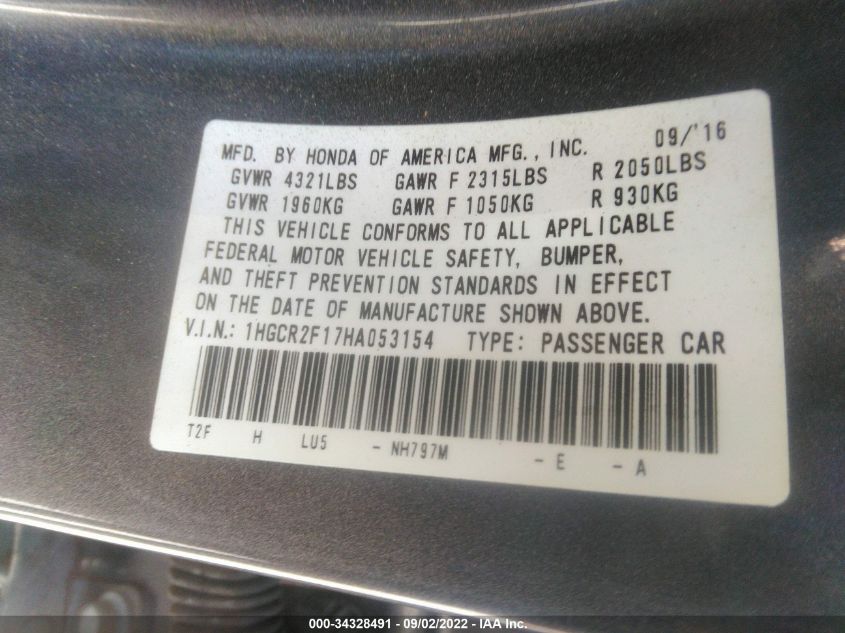 09/'16
MFD. BY HONDA OF AMERICA MFG., INC.
GVWR 4321LBS GAWR F 2315LBS R 2050LBS
GVWR 1960KG GAWR F 1050KG R 930KG
THIS VEHICLE CONFORMS TO ALL APPLICABLE
FEDERAL MOTOR VEHICLE SAFETY, BUMPER,
AND THEFT PREVENTION STANDARDS IN EFFECT
ON THE DATE OF MANUFACTURE SHOWN ABOVE.
V.I.N.: 1HGCR2F17HA053154 TYPE: PASSENGER CAR
T2F H LU5 - NH797M - E - A
000-34328491 - 09/02/2022 - IAA Inc.